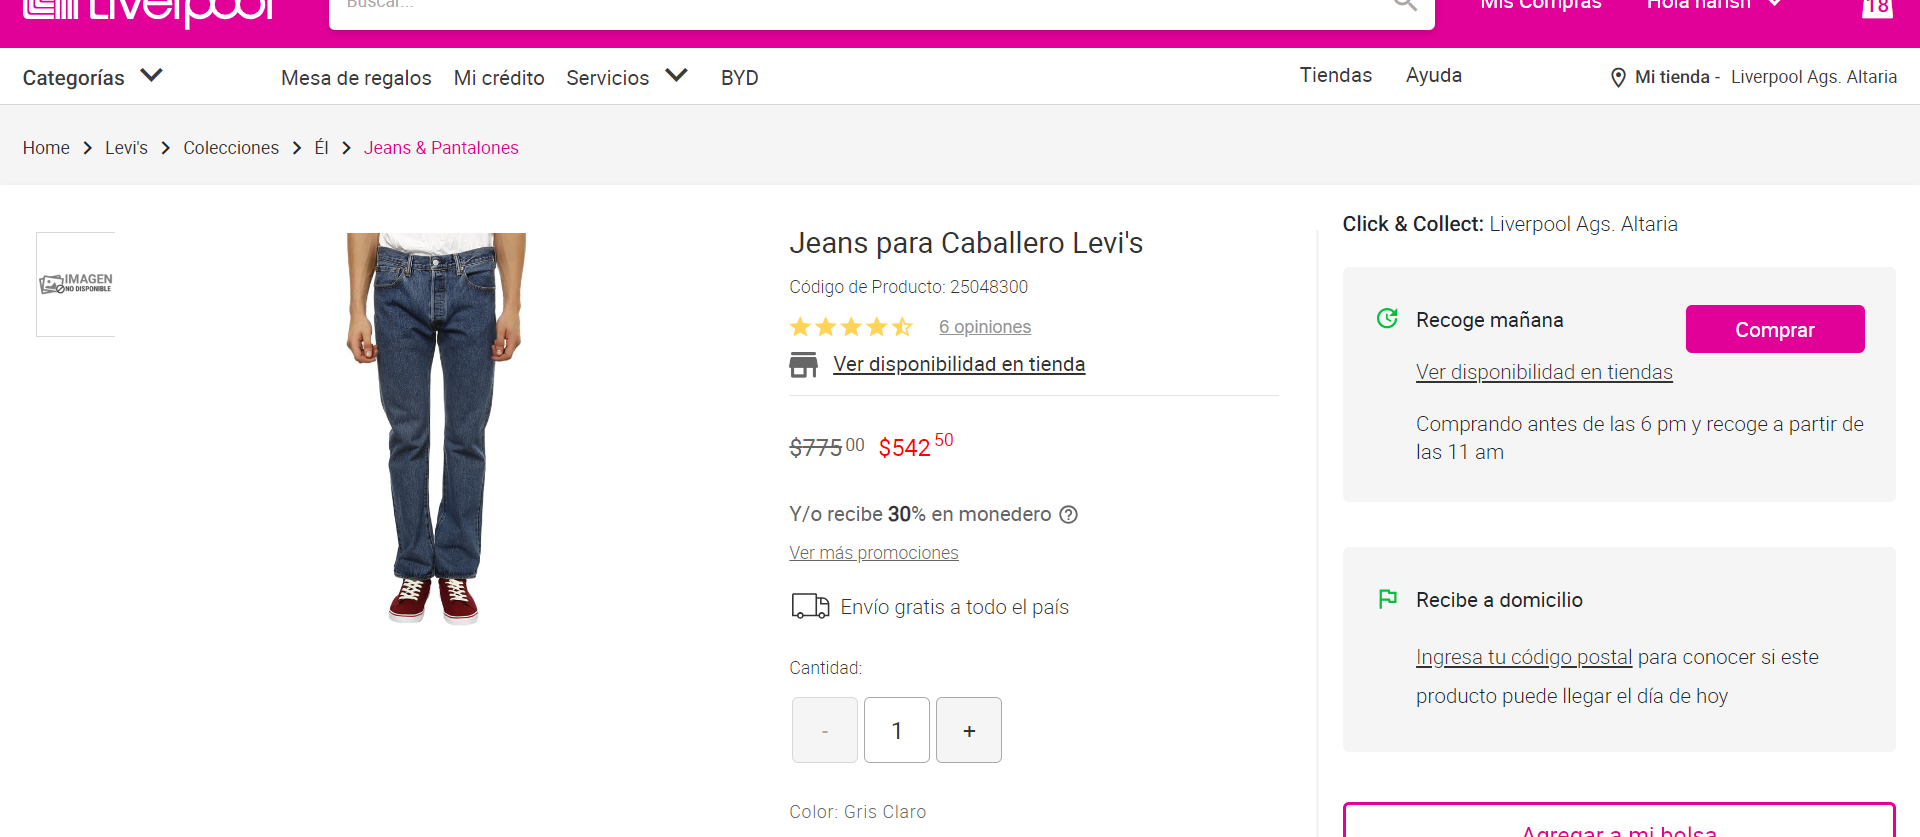 Liverpool
Buscar...
Mis Compras
Hola harish
18
Categorías
Mesa de regalos
Mi crédito
Servicios
BYD
Tiendas
Ayuda
Mi tienda - Liverpool Ags. Altaria
Home > Levi's > Colecciones > Él > Jeans & Pantalones
IMAGEN
NO DISPONIBLE
Jeans para Caballero Levi's
Código de Producto: 25048300
6 opiniones
Ver disponibilidad en tienda
$775 00 $542 50
Y/o recibe 30% en monedero ?
Ver más promociones
Envío gratis a todo el país
Cantidad:
- 1 +
Color: Gris Claro
Click & Collect: Liverpool Ags. Altaria
Recoge mañana
Comprar
Ver disponibilidad en tiendas
Comprando antes de las 6 pm y recoge a partir de
las 11 am
Recibe a domicilio
Ingresa tu código postal para conocer si este
producto puede llegar el día de hoy
Agregar a mi bolsa